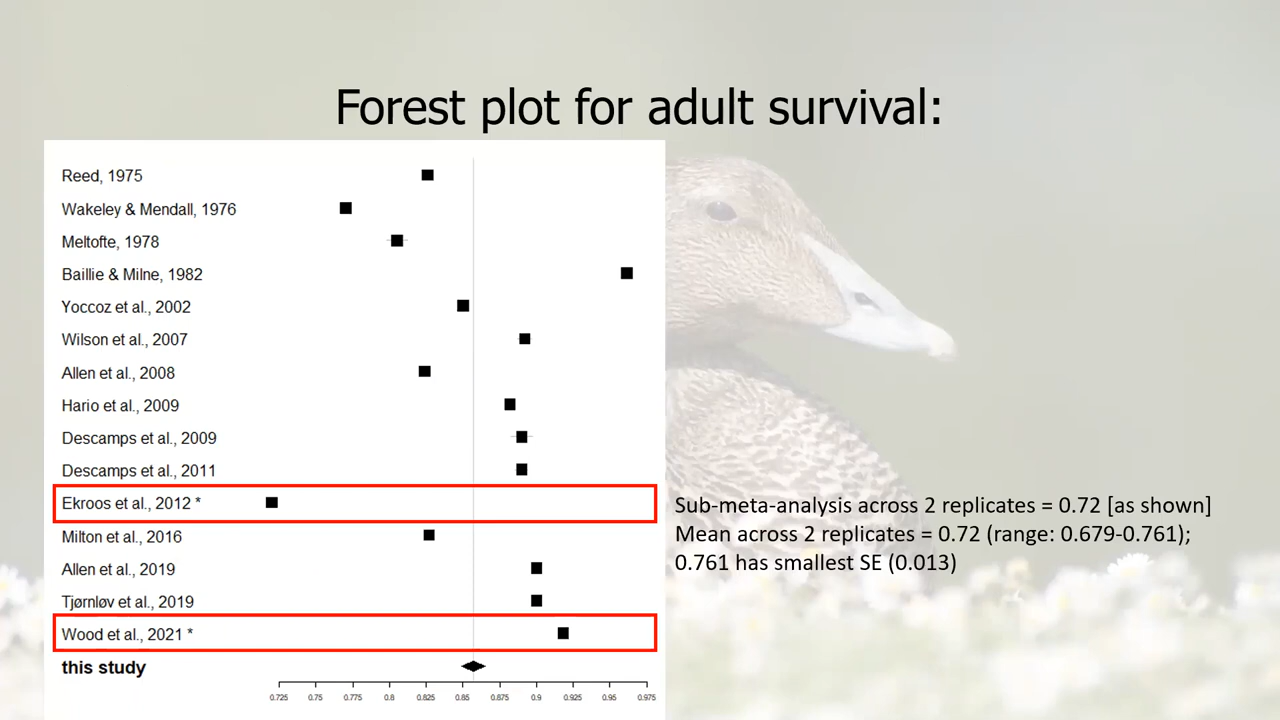 Forest plot for adult survival:
Reed, 1975
Wakeley & Mendall, 1976
Meltofte, 1978
Baillie & Milne, 1982
Yoccoz et al., 2002
Wilson et al., 2007
Allen et al., 2008
Hario et al., 2009
Descamps et al., 2009
Descamps et al., 2011
Ekroos et al., 2012 *
Milton et al., 2016
Allen et al., 2019
Tjørnløv et al., 2019
Wood et al., 2021 *
this study
0.725 0.75 0.775 0.8 0.825 0.85 0.875 0.9 0.925 0.95 0.975
Sub-meta-analysis across 2 replicates = 0.72 [as shown]
Mean across 2 replicates = 0.72 (range: 0.679-0.761);
0.761 has smallest SE (0.013)